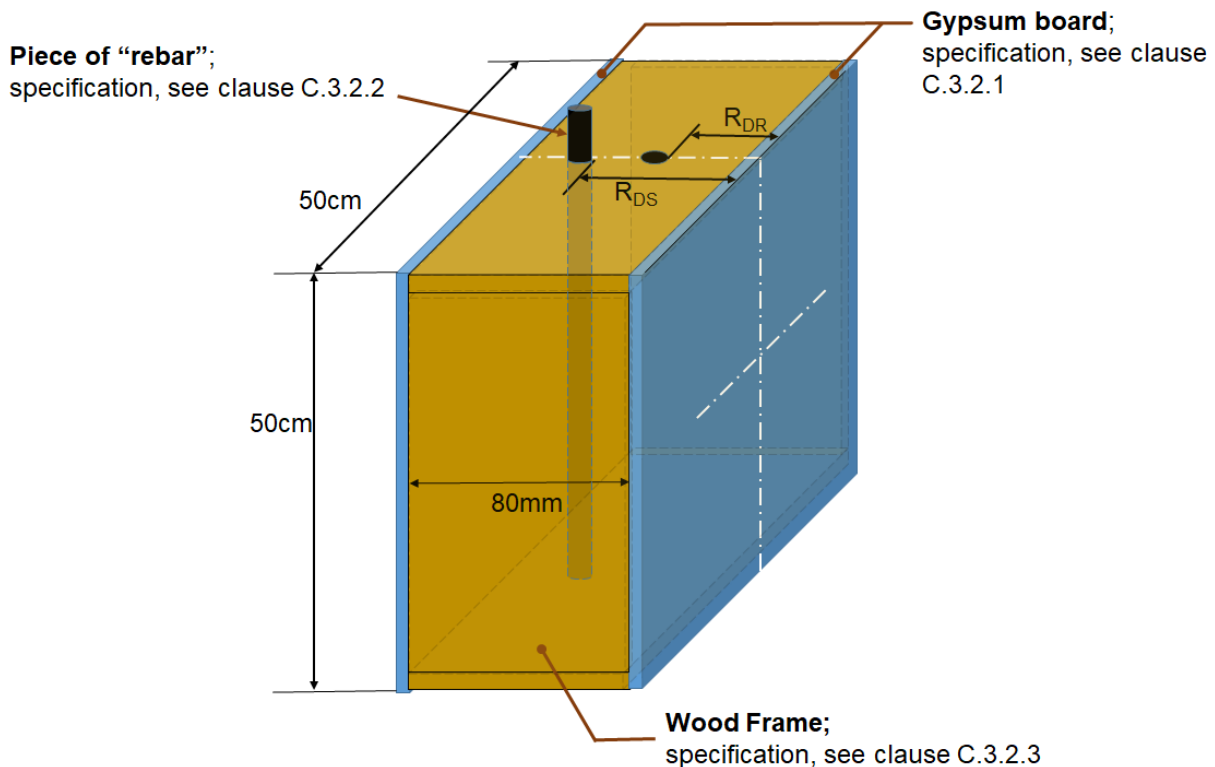 Piece of “rebar”;
specification, see clause C.3.2.2
Gypsum board;
specification, see clause
C.3.2.1
RDR
RDS
50cm
50cm
80mm
Wood Frame;
specification, see clause C.3.2.3